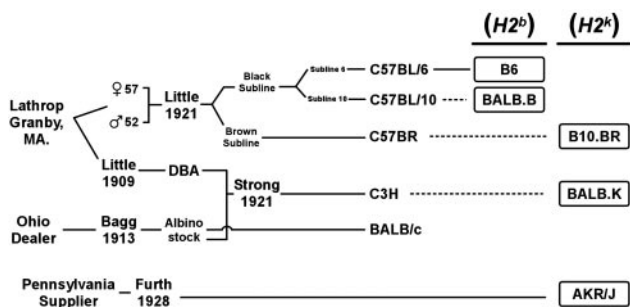 (H2ᵇ) (H2ᵏ)
Subline 6 C57BL/6 B6
Black
Subline
♀57
Little
1921
Subline 10 C57BL/10 BALB.B
Lathrop
Granby,
MA.
♂52
Brown
Subline
C57BR B10.BR
Little
1909
DBA
Strong
1921
C3H BALB.K
Ohio
Dealer
Bagg
1913
Albino
stock
BALB/c
Pennsylvania
Supplier
Furth
1928
AKR/J